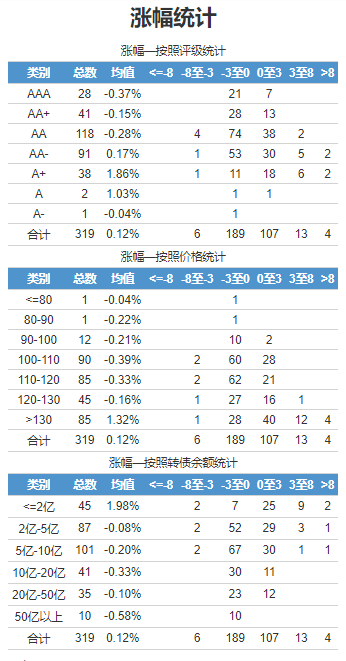 涨幅统计
涨幅—按照评级统计
类别 总数 均值 <=-8 -8至-3 -3至0 0至3 3至8 >8
AAA 28 -0.37% 21 7
AA+ 41 -0.15% 28 13
AA 118 -0.28% 4 74 38 2
AA- 91 0.17% 1 53 30 5 2
A+ 38 1.86% 1 11 18 6 2
A 2 1.03% 1 1
A- 1 -0.04% 1
合计 319 0.12% 6 189 107 13 4
涨幅—按照价格统计
类别 总数 均值 <=-8 -8至-3 -3至0 0至3 3至8 >8
<=80 1 -0.04% 1
80-90 1 -0.22% 1
90-100 12 -0.21% 10 2
100-110 90 -0.39% 2 60 28
110-120 85 -0.33% 2 62 21
120-130 45 -0.16% 1 27 16 1
>130 85 1.32% 1 28 40 12 4
合计 319 0.12% 6 189 107 13 4
涨幅—按照转债余额统计
类别 总数 均值 <=-8 -8至-3 -3至0 0至3 3至8 >8
<=2亿 45 1.98% 2 7 25 9 2
2亿-5亿 87 -0.08% 2 52 29 3 1
5亿-10亿 101 -0.20% 2 67 30 1 1
10亿-20亿 41 -0.33% 30 11
20亿-50亿 35 -0.10% 23 12
50亿以上 10 -0.58% 10
合计 319 0.12% 6 189 107 13 4